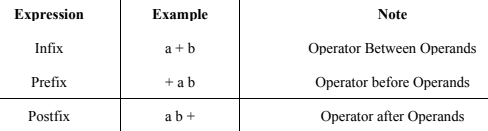 Expression Example Note
Infix a + b Operator Between Operands
Prefix + a b Operator before Operands
Postfix a b + Operator after Operands